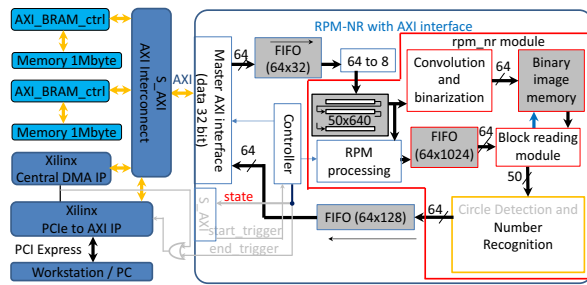 AXI_BRAM_ctrl
Memory 1Mbyte
AXI_BRAM_ctrl
Memory 1Mbyte
Xilinx
Central DMA IP
Xilinx
PCIe to AXI IP
PCI Express
Workstation / PC
S_AXI
AXI Interconnect
AXI
Master AXI interface
(data 32 bit)
S_AXI
RPM-NR with AXI interface
64
FIFO
(64x32)
64 to 8
50x640
Controller
RPM
processing
state
start_trigger
end_trigger
rpm_nr module
Convolution and
binarization
64
Binary
image
memory
64
FIFO
(64x1024)
64
Block reading
module
50
64
FIFO (64x128)
64
Circle Detection and
Number
Recognition